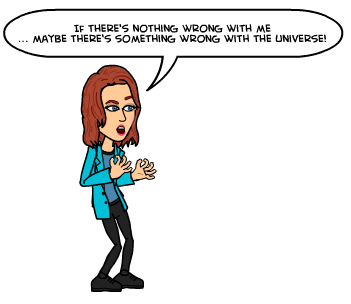 IF THERE'S NOTHING WRONG WITH ME
... MAYBE THERE'S SOMETHING WRONG WITH THE UNIVERSE!